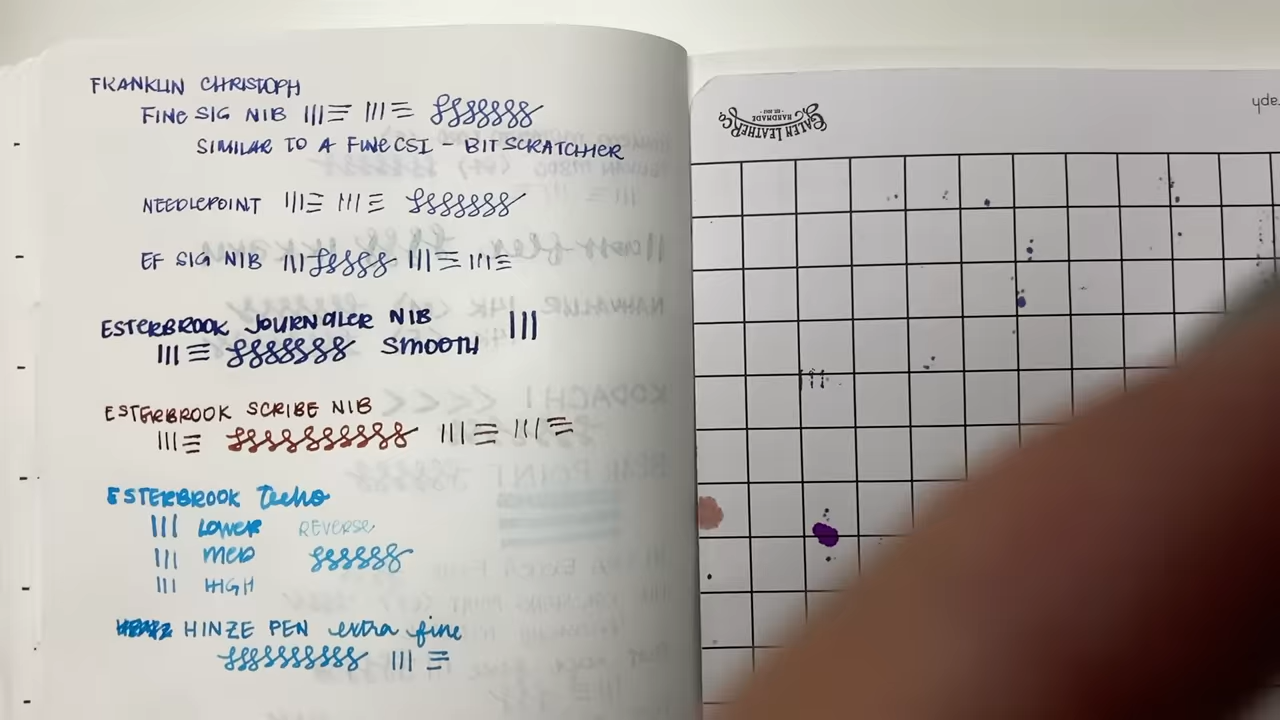 FRANKLIN CHRISTOPH
FINE SIG NIB
SIMILAR TO A FINE CSI - BIT SCRATCHIER
NEEDLEPOINT
EF SIG NIB
ESTERBROOK JOURNALER NIB
SMOOTH
ESTERBROOK SCRIBE NIB
ESTERBROOK Techo
LOWER REVERSE
MED
HIGH
HINZE PEN extra fine
GALEN LEATHER CO.
HANDMADE